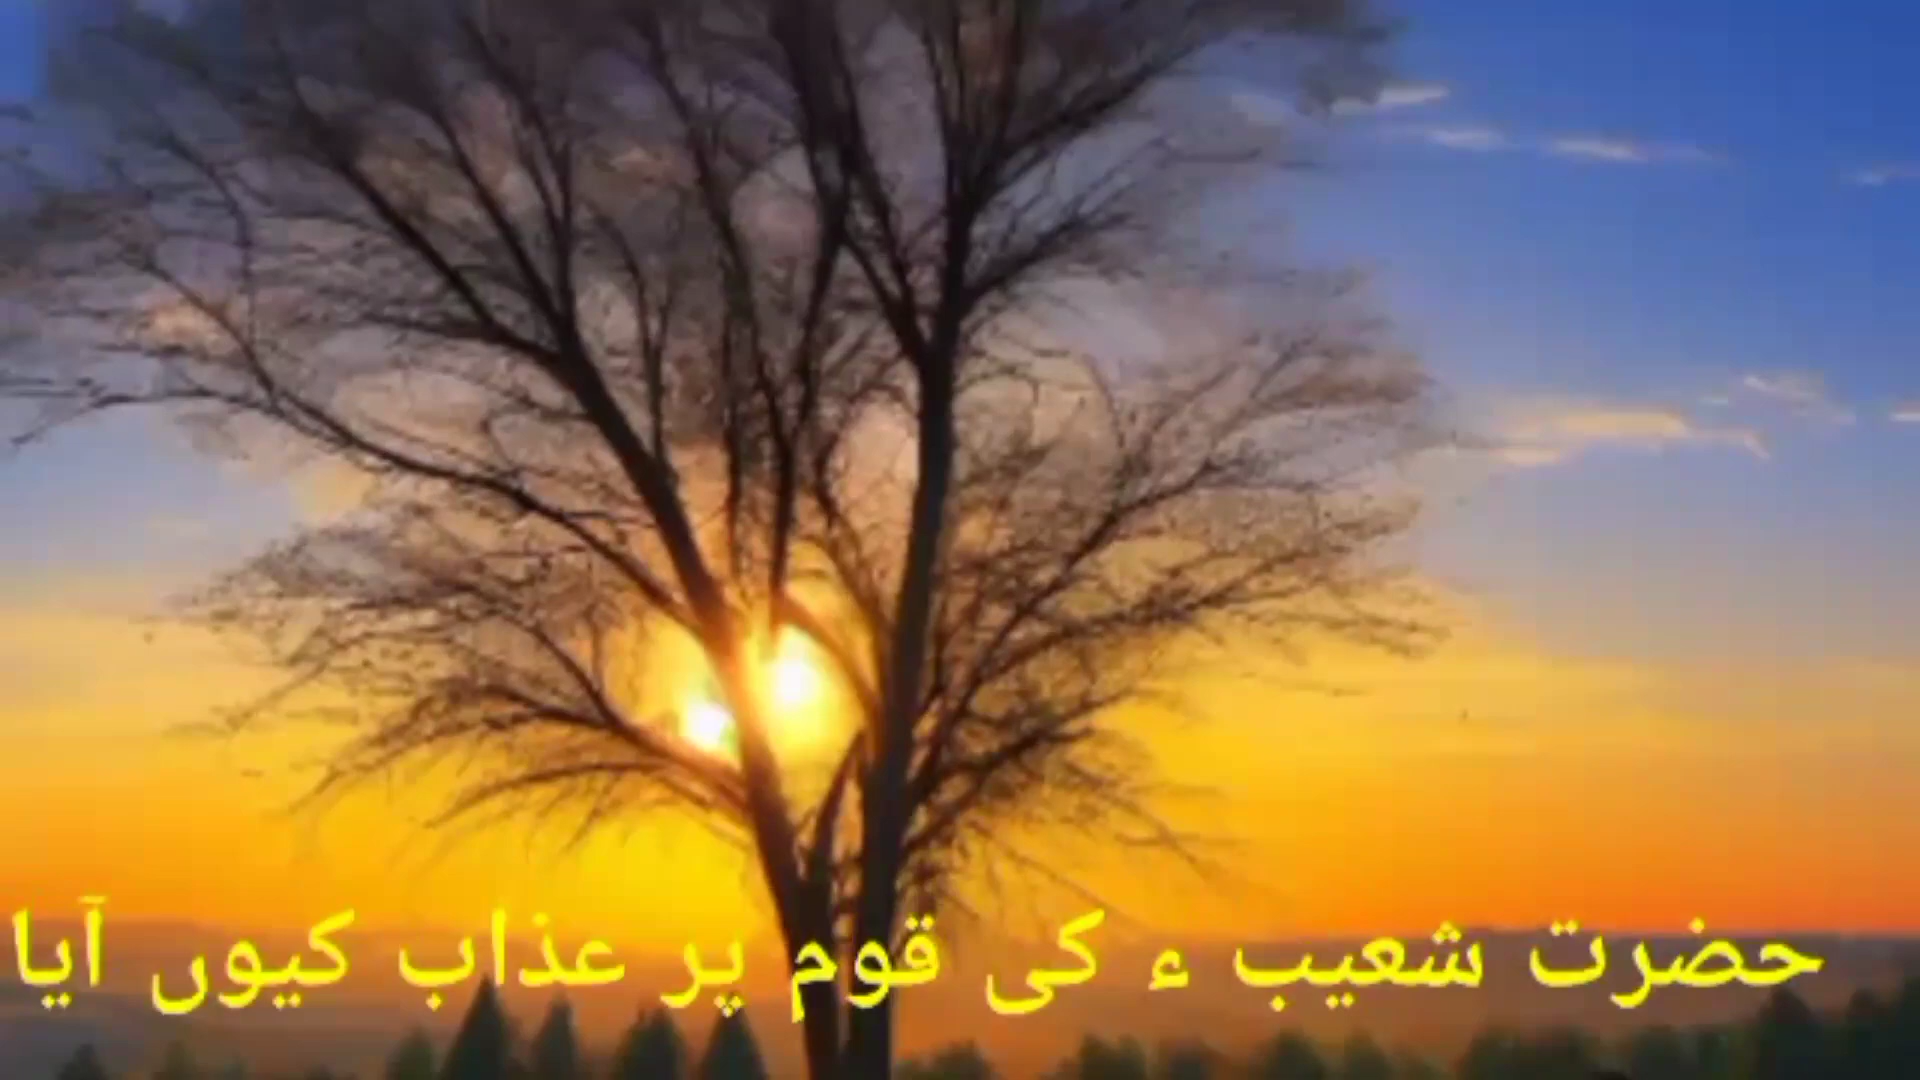 حضرت شعیب ء کی قوم پر عذاب کیوں آیا